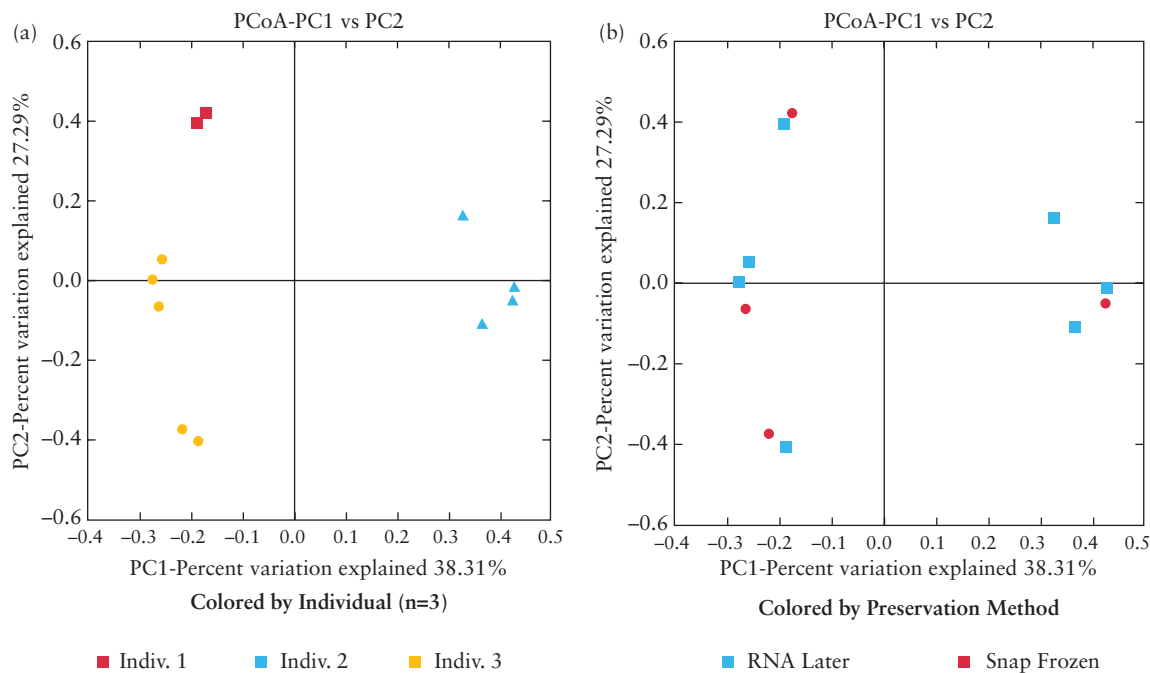 (a)
PCoA-PC1 vs PC2
PC2-Percent variation explained 27.29%
0.6
0.4
0.2
0.0
−0.2
−0.4
−0.6
−0.4 −0.3 −0.2 −0.1 0.0 0.1 0.2 0.3 0.4 0.5
PC1-Percent variation explained 38.31%
Colored by Individual (n=3)
Indiv. 1 Indiv. 2 Indiv. 3
(b)
PCoA-PC1 vs PC2
PC2-Percent variation explained 27.29%
0.6
0.4
0.2
0.0
−0.2
−0.4
−0.6
−0.4 −0.3 −0.2 −0.1 0.0 0.1 0.2 0.3 0.4 0.5
PC1-Percent variation explained 38.31%
Colored by Preservation Method
RNA Later Snap Frozen